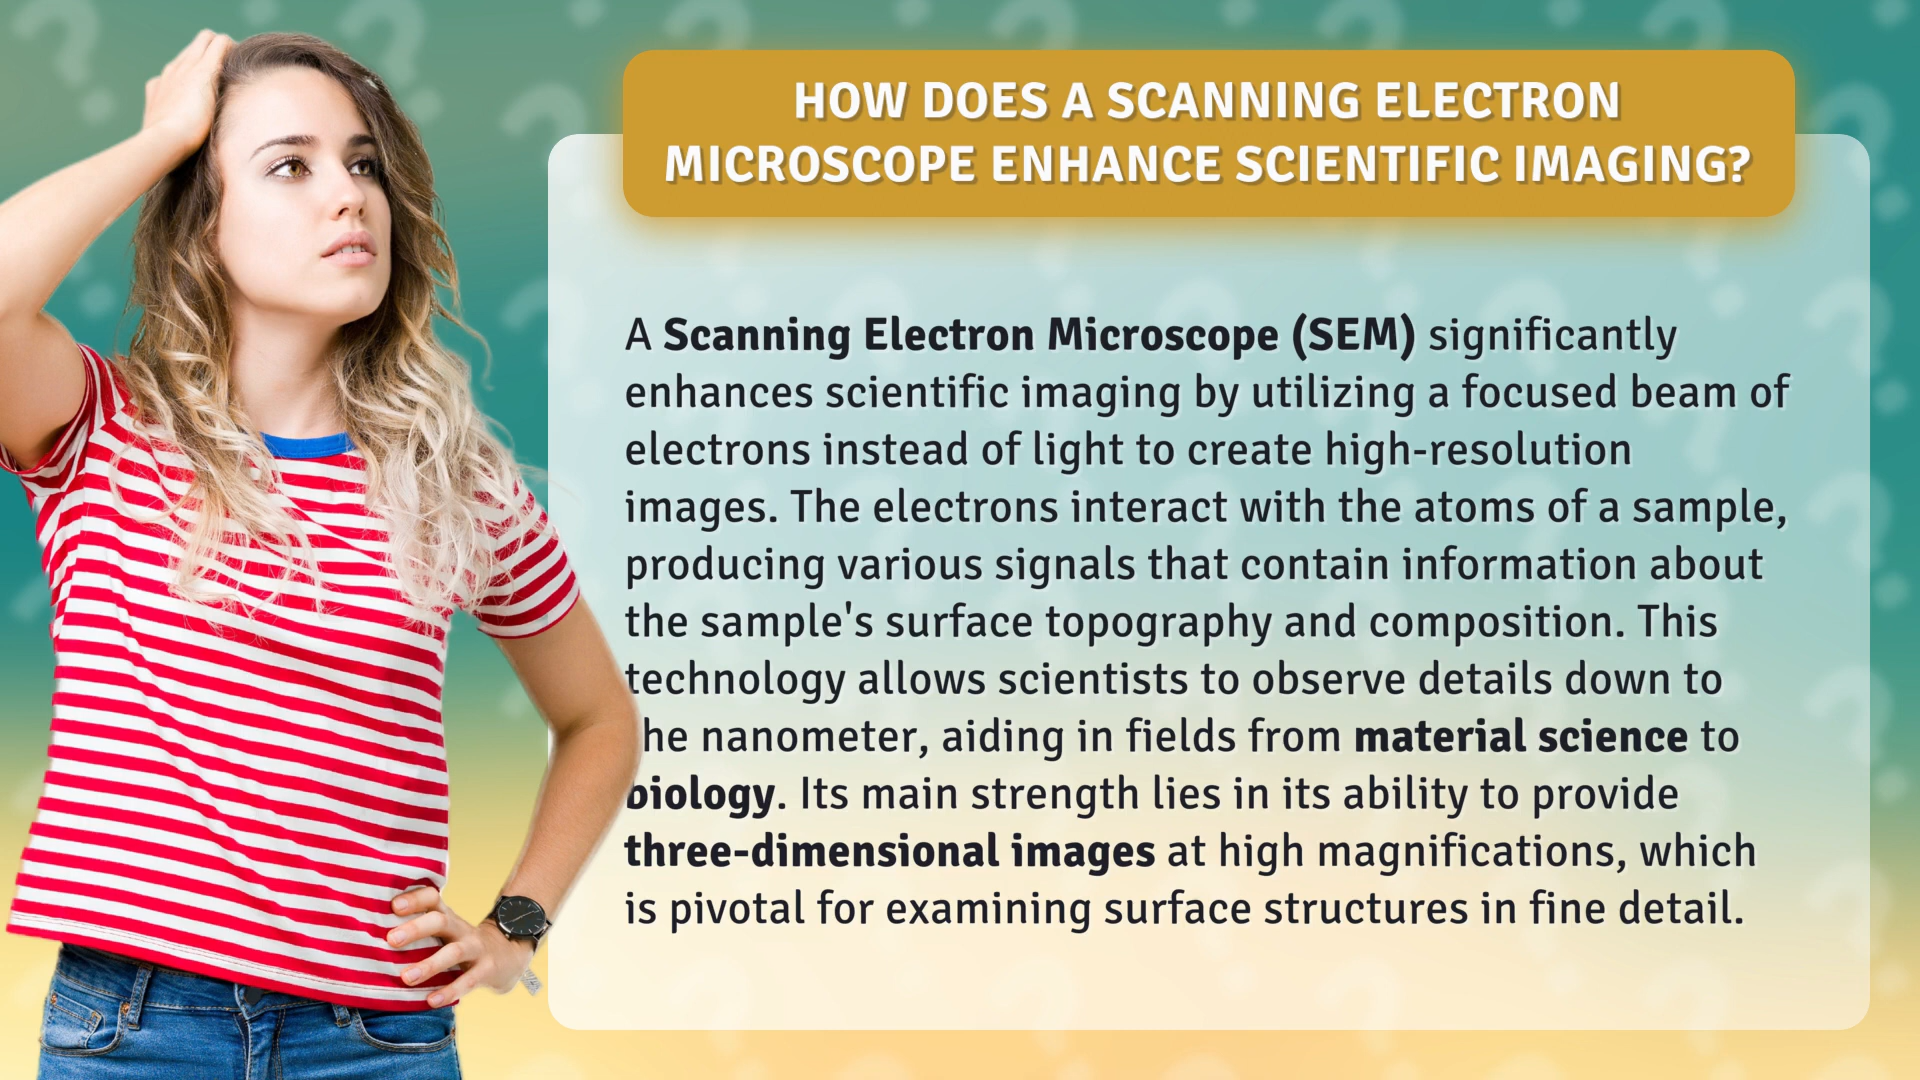 HOW DOES A SCANNING ELECTRON
MICROSCOPE ENHANCE SCIENTIFIC IMAGING?
A Scanning Electron Microscope (SEM) significantly
enhances scientific imaging by utilizing a focused beam of
electrons instead of light to create high-resolution
images. The electrons interact with the atoms of a sample,
producing various signals that contain information about
the sample's surface topography and composition. This
technology allows scientists to observe details down to
the nanometer, aiding in fields from material science to
biology. Its main strength lies in its ability to provide
three-dimensional images at high magnifications, which
is pivotal for examining surface structures in fine detail.